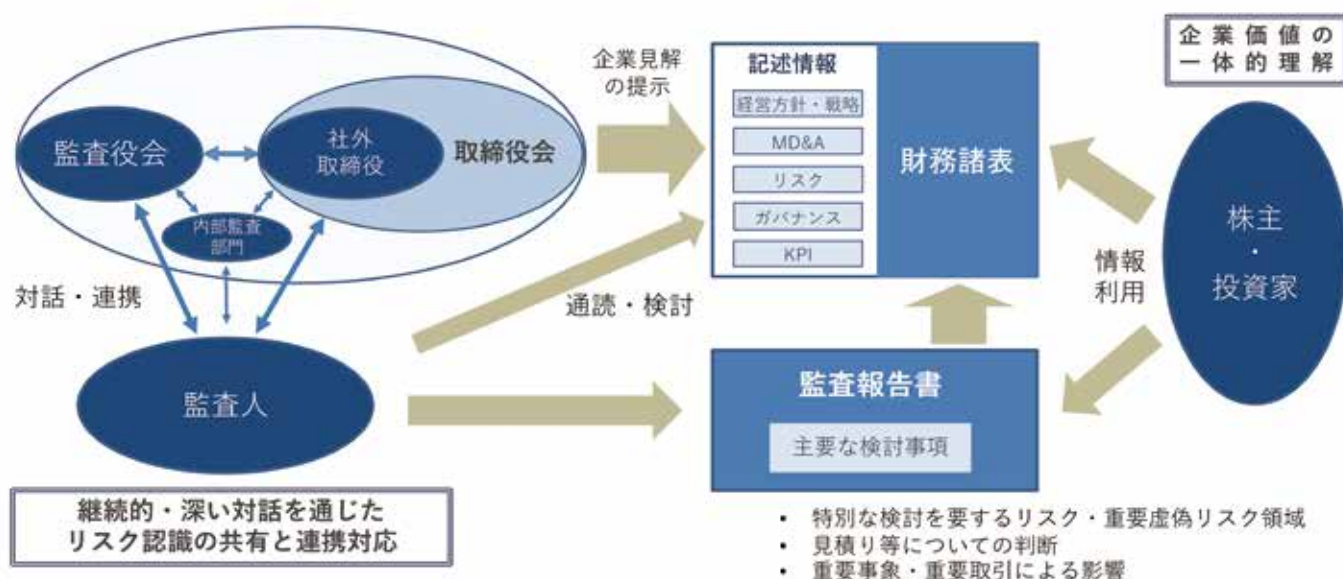 企業価値の
一体的理解
企業見解
の提示
記述情報
経営方針・戦略
MD&A
リスク
ガバナンス
KPI
財務諸表
監査役会
社外
取締役
取締役会
内部監査
部門
対話・連携
通読・検討
情報
利用
株主
・
投資家
監査人
監査報告書
主要な検討事項
継続的・深い対話を通じた
リスク認識の共有と連携対応
• 特別な検討を要するリスク・重要虚偽リスク領域
• 見積り等についての判断
• 重要事象・重要取引による影響